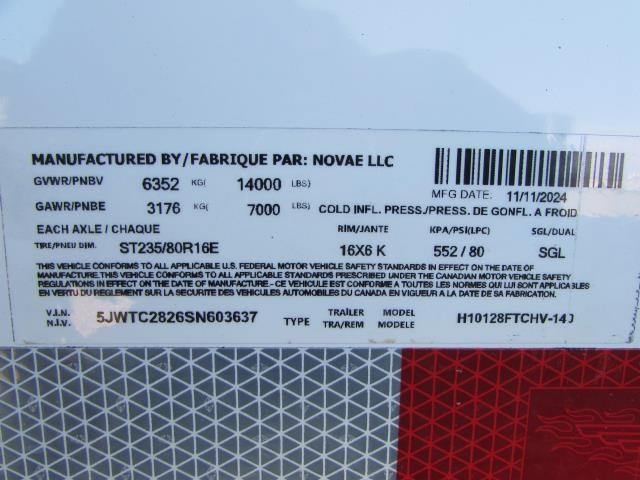 MANUFACTURED BY/FABRIQUE PAR: NOVAE LLC
GVWR/PNBV 6352 KG( 14000 LBS) MFG DATE: 11/11/2024
GAWR/PNBE 3176 KG( 7000 LBS) COLD INFL. PRESS/PRESS. DE GONFL. A FROID
EACH AXLE / CHAQUE RIM/JANTE KPA/PSI(LPC) SGL/DUAL
TIRE/PNEU DIM. ST235/80R16E 16X6 K 552 / 80 SGL
THIS VEHICLE CONFORMS TO ALL APPLICABLE U.S. FEDERAL MOTOR VEHICLE SAFETY STANDARDS IN EFFECT ON THE DATE OF
MANUFACTURE. THIS VEHICLE CONFORMS TO ALL APPLICABLE STANDARDS PRESCRIBED UNDER THE CANADIAN MOTOR VEHICLE SAFETY
REGULATIONS IN EFFECT ON THE DATE OF MANUFACTURE - CE VEHICULE EST CONFORME A TOUTES LES NORMES QUI LUI SONT APPLICABLES
EN VERTU DU REGLEMENT SUR LA SECURITE DES VEHICULES AUTOMOBILES DU CANADA EN VIGUEUR A LA DATE DE SA FABRICATION
V.I.N. 5JWTC2826SN603637 TYPE TRAILER MODEL H10128FTCHV-140
N.I.V. TRA/REM MODELE